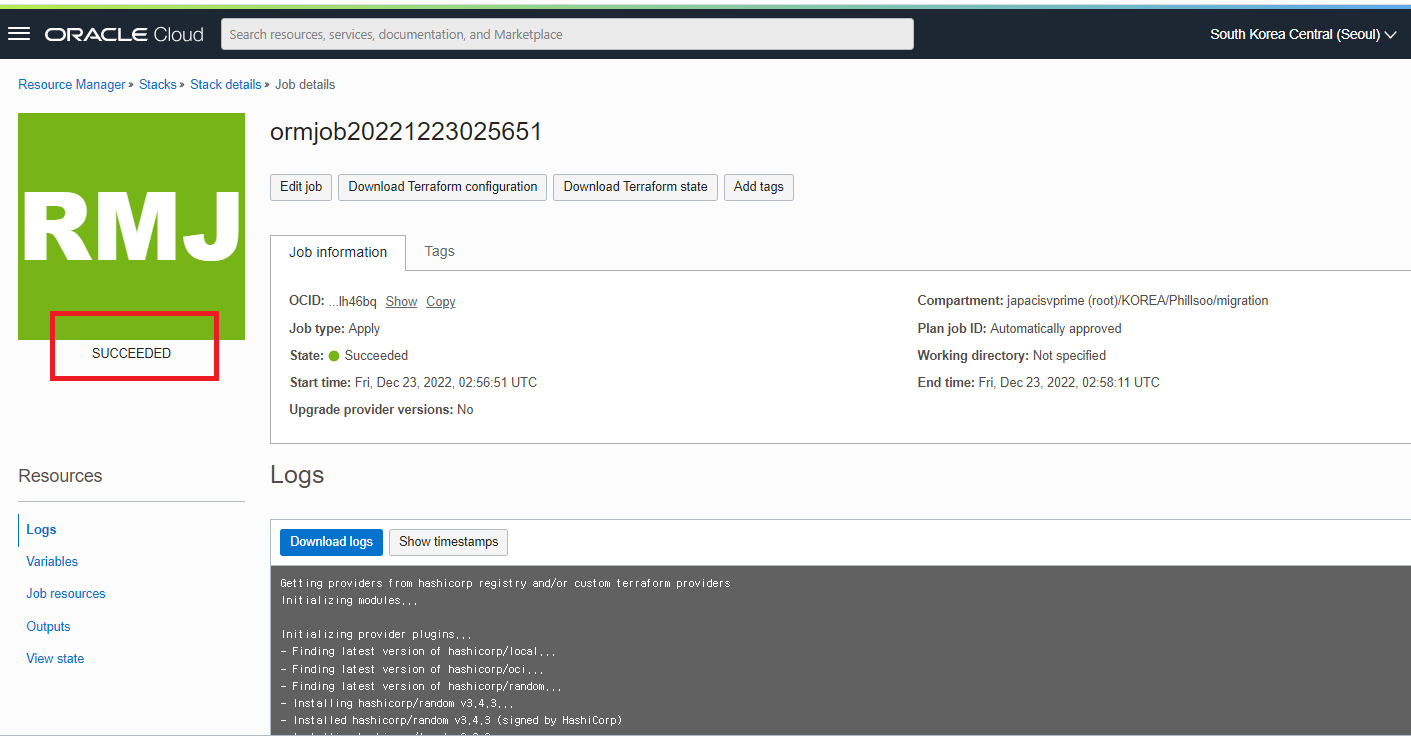 ORACLE Cloud
Search resources, services, documentation, and Marketplace
South Korea Central (Seoul)
Resource Manager » Stacks » Stack details » Job details
RMJ
SUCCEEDED
ormjob20221223025651
Edit job
Download Terraform configuration
Download Terraform state
Add tags
Job information
Tags
OCID: ...lh46bq Show Copy
Job type: Apply
State: Succeeded
Start time: Fri, Dec 23, 2022, 02:56:51 UTC
Upgrade provider versions: No
Compartment: japacisvprime (root)/KOREA/Phillsoo/migration
Plan job ID: Automatically approved
Working directory: Not specified
End time: Fri, Dec 23, 2022, 02:58:11 UTC
Resources
Logs
Variables
Job resources
Outputs
View state
Logs
Download logs
Show timestamps
Getting providers from hashicorp registry and/or custom terraform providers
Initializing modules...
Initializing provider plugins...
- Finding latest version of hashicorp/local...
- Finding latest version of hashicorp/oci...
- Finding latest version of hashicorp/random...
- Installing hashicorp/random v3.4.3...
- Installed hashicorp/random v3.4.3 (signed by HashiCorp)